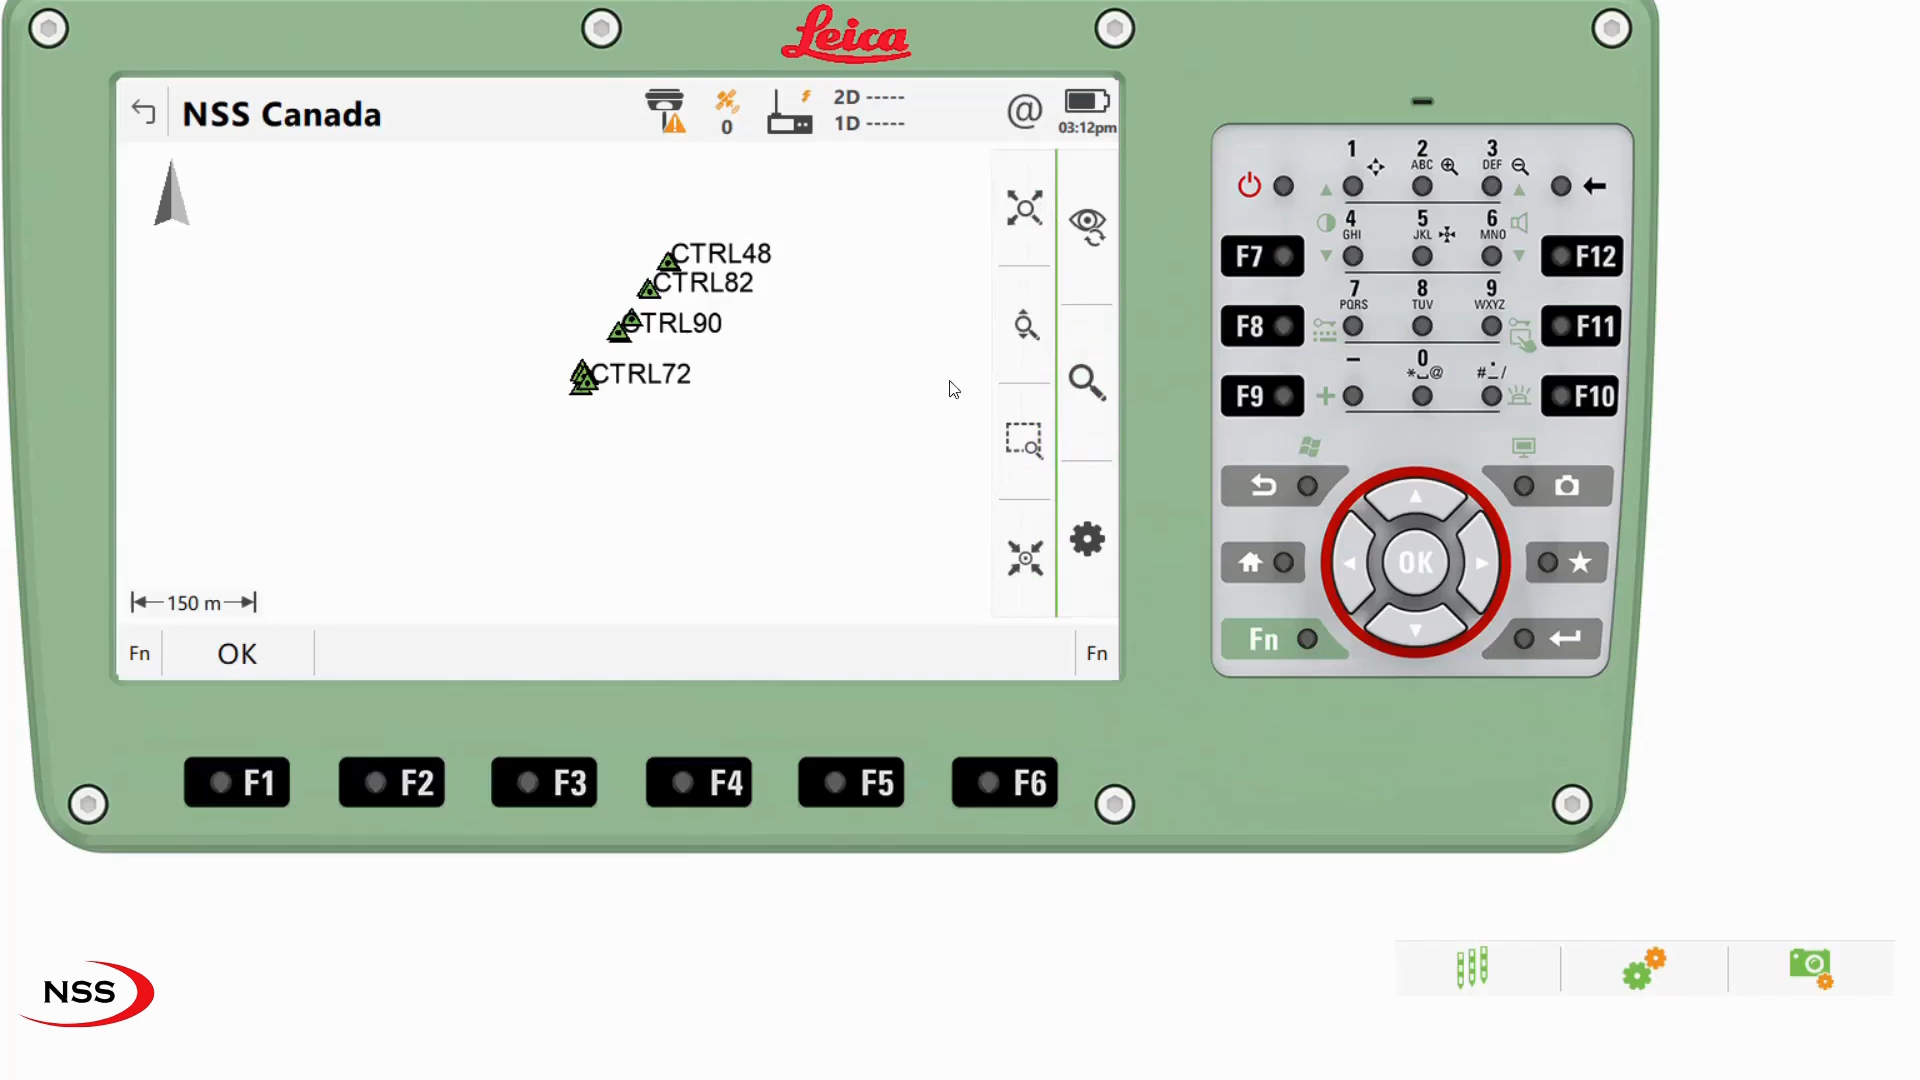 Leica
NSS Canada
0
2D -----
1D -----
@
03:12pm
CTRL48
CTRL82
CTRL90
CTRL72
150 m
Fn
OK
Fn
F1
F2
F3
F4
F5
F6
1
2
ABC
3
DEF
4
GHI
5
JKL
6
MNO
7
PQRS
8
TUV
9
WXYZ
0
*␣@
#./
F7
F8
F9
F12
F11
F10
OK
Fn
NSS